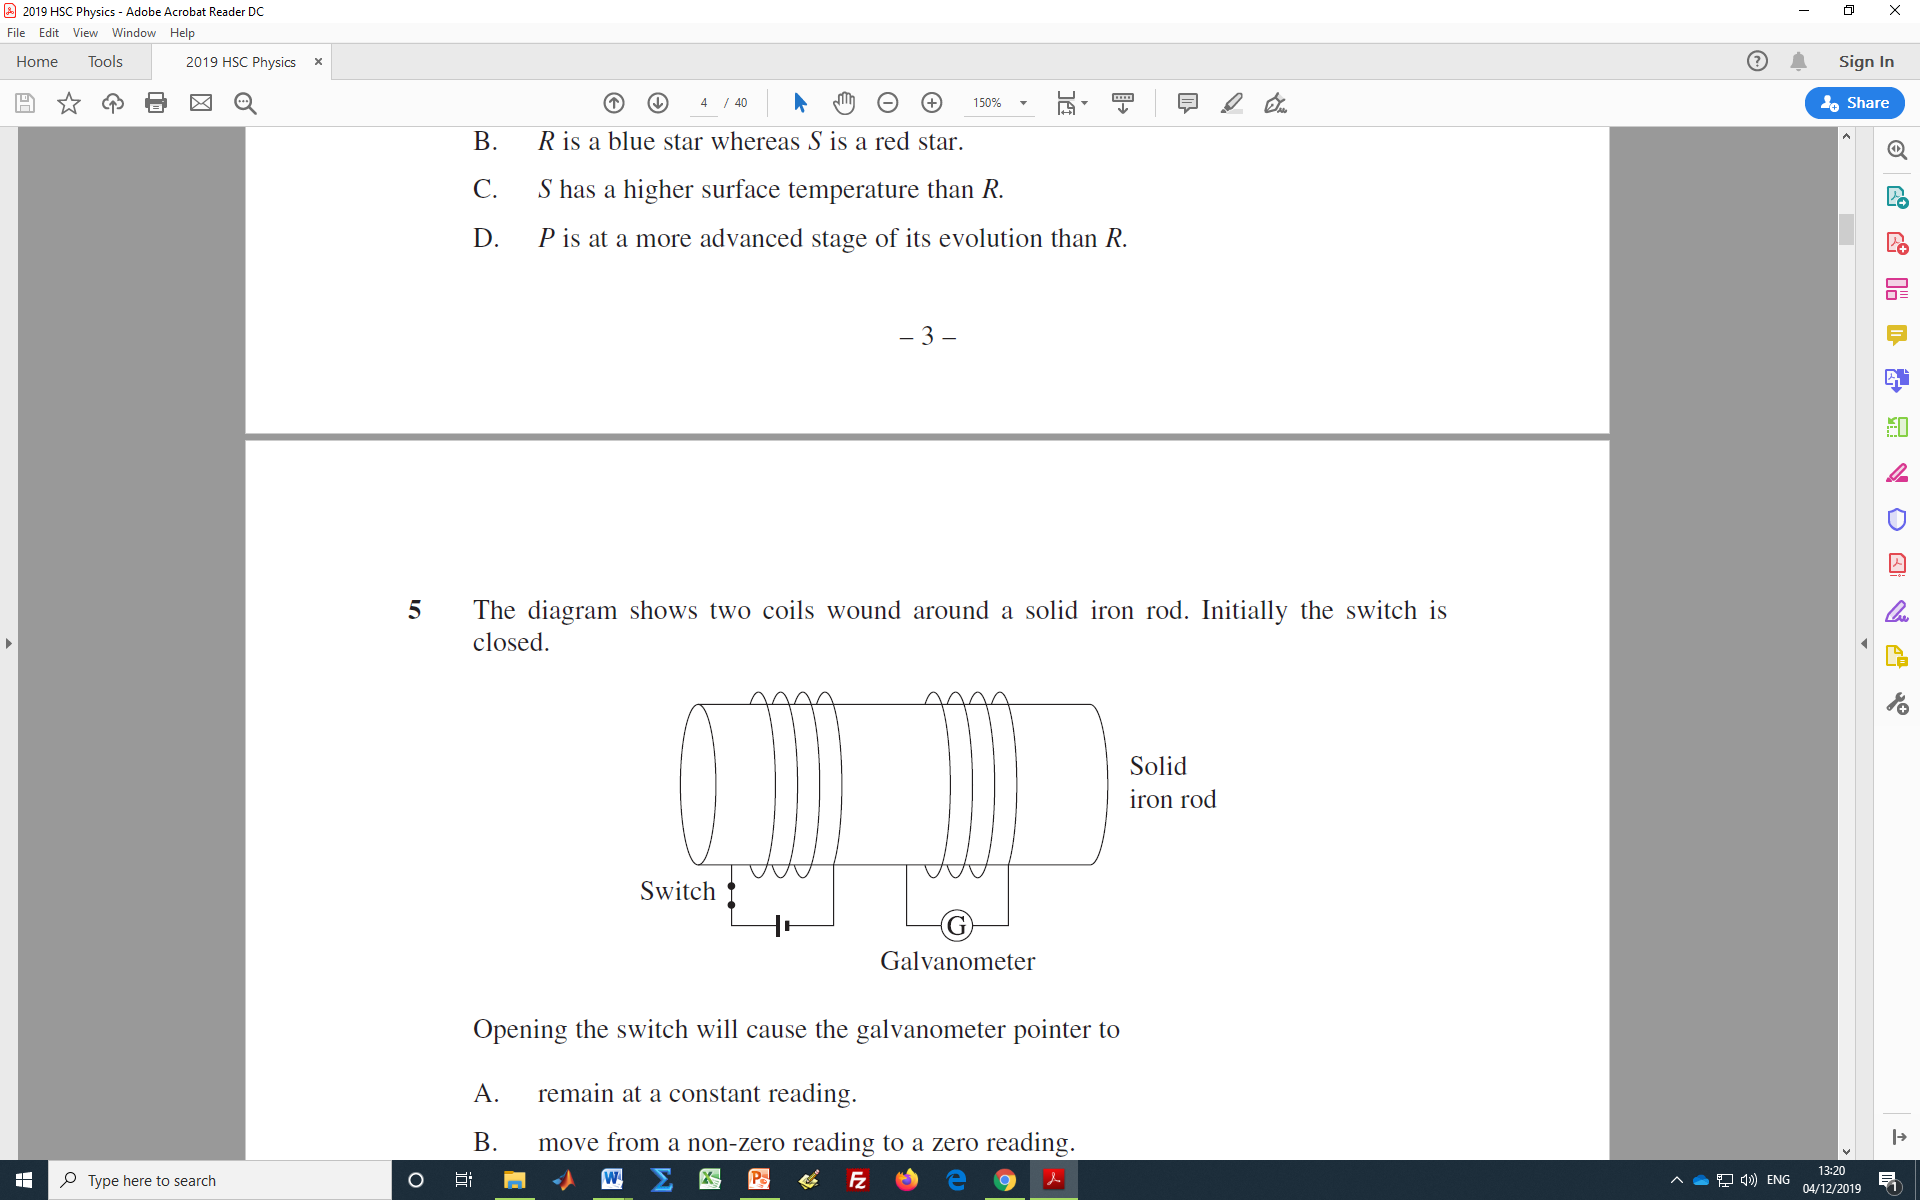 2019 HSC Physics - Adobe Acrobat Reader DC
File Edit View Window Help
Home Tools 2019 HSC Physics × Sign In
4 / 40 150% Share
B. R is a blue star whereas S is a red star.
C. S has a higher surface temperature than R.
D. P is at a more advanced stage of its evolution than R.
– 3 –
5 The diagram shows two coils wound around a solid iron rod. Initially the switch is
closed.
Solid
iron rod
Switch
G
Galvanometer
Opening the switch will cause the galvanometer pointer to
A. remain at a constant reading.
B. move from a non-zero reading to a zero reading.
Type here to search
ENG
13:20
04/12/2019
1